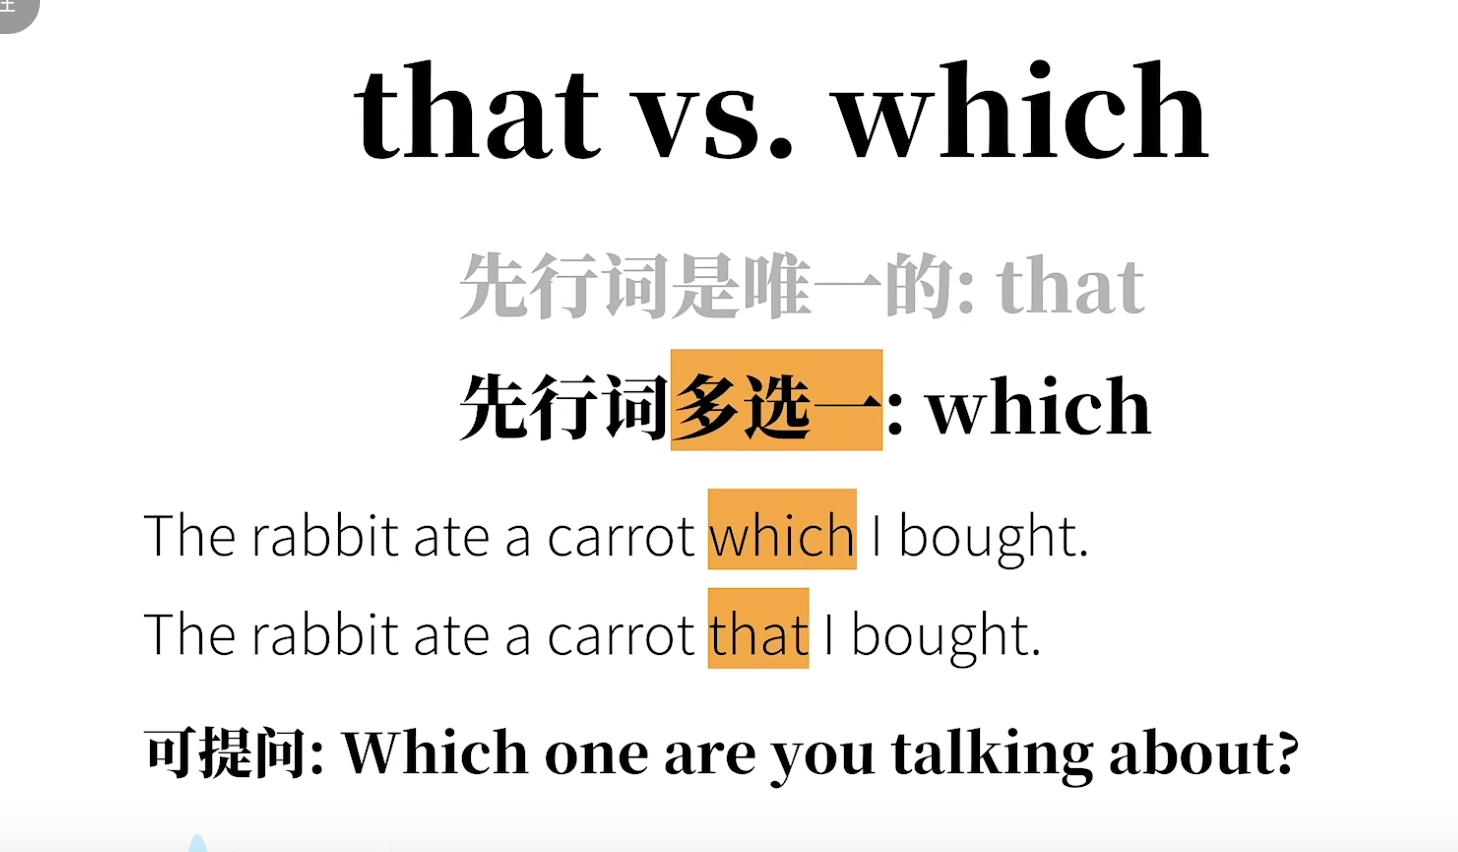 that vs. which
先行词是唯一的: that
先行词多选一: which
The rabbit ate a carrot which I bought.
The rabbit ate a carrot that I bought.
可提问: Which one are you talking about?